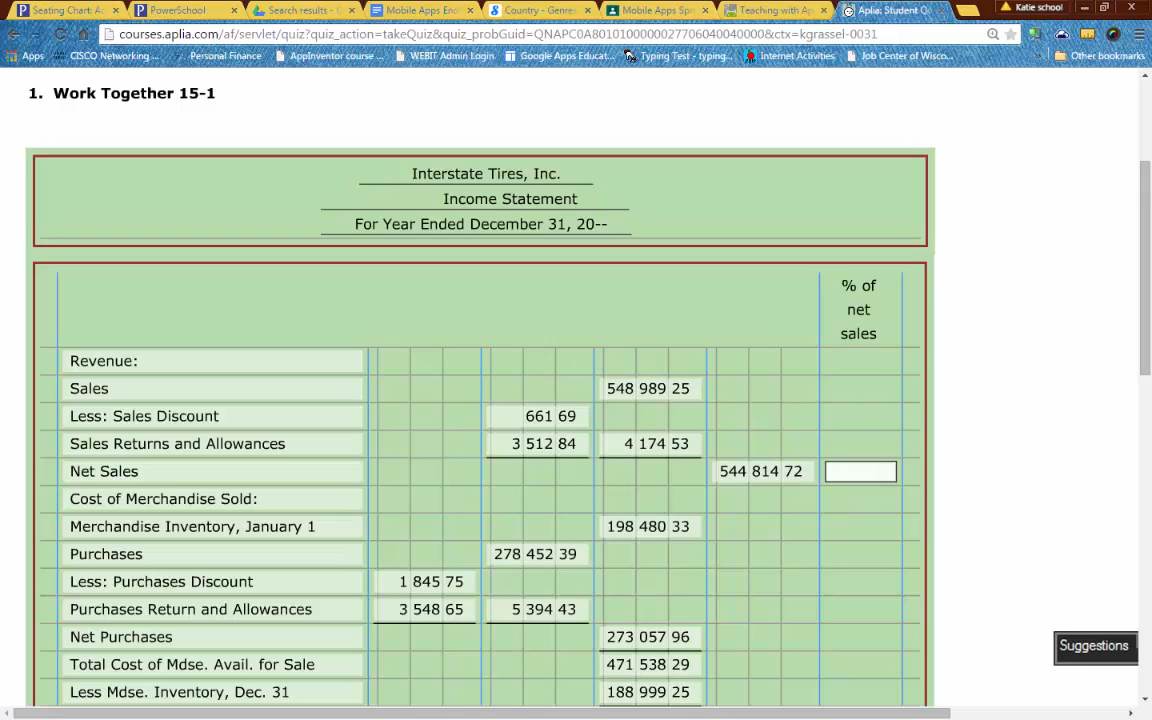 Seating Chart: Ac
PowerSchool
Search results - G
Mobile Apps End
Country - Genres
Mobile Apps Spr
Teaching with Ap
Aplia: Student Qu
Katie school
courses.aplia.com/af/servlet/quiz?quiz_action=takeQuiz&quiz_probGuid=QNAPC0A8010100000027706040040000&ctx=kgrassel-0031
Apps CISCO Networking ... Personal Finance AppInventor course ... WEBIT Admin Login Google Apps Educat... Typing Test - typing... Internet Activities Job Center of Wisco... Other bookmarks
1. Work Together 15-1
Interstate Tires, Inc.
Income Statement
For Year Ended December 31, 20--
% of
net
sales
Revenue:
Sales 548 989 25
Less: Sales Discount 661 69
Sales Returns and Allowances 3 512 84 4 174 53
Net Sales 544 814 72
Cost of Merchandise Sold:
Merchandise Inventory, January 1 198 480 33
Purchases 278 452 39
Less: Purchases Discount 1 845 75
Purchases Return and Allowances 3 548 65 5 394 43
Net Purchases 273 057 96
Total Cost of Mdse. Avail. for Sale 471 538 29
Less Mdse. Inventory, Dec. 31 188 999 25
Suggestions